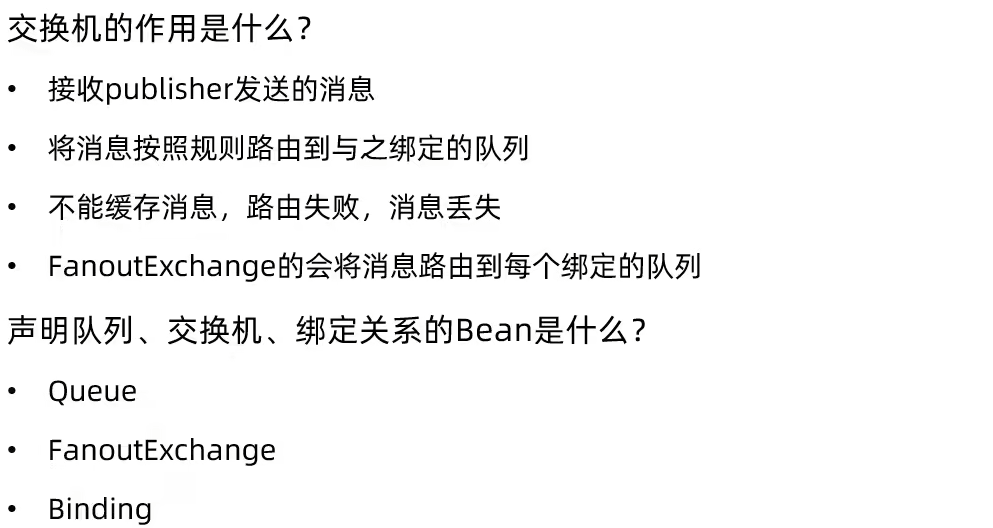 交换机的作用是什么？
• 接收publisher发送的消息
• 将消息按照规则路由到与之绑定的队列
• 不能缓存消息，路由失败，消息丢失
• FanoutExchange的会将消息路由到每个绑定的队列
声明队列、交换机、绑定关系的Bean是什么？
• Queue
• FanoutExchange
• Binding